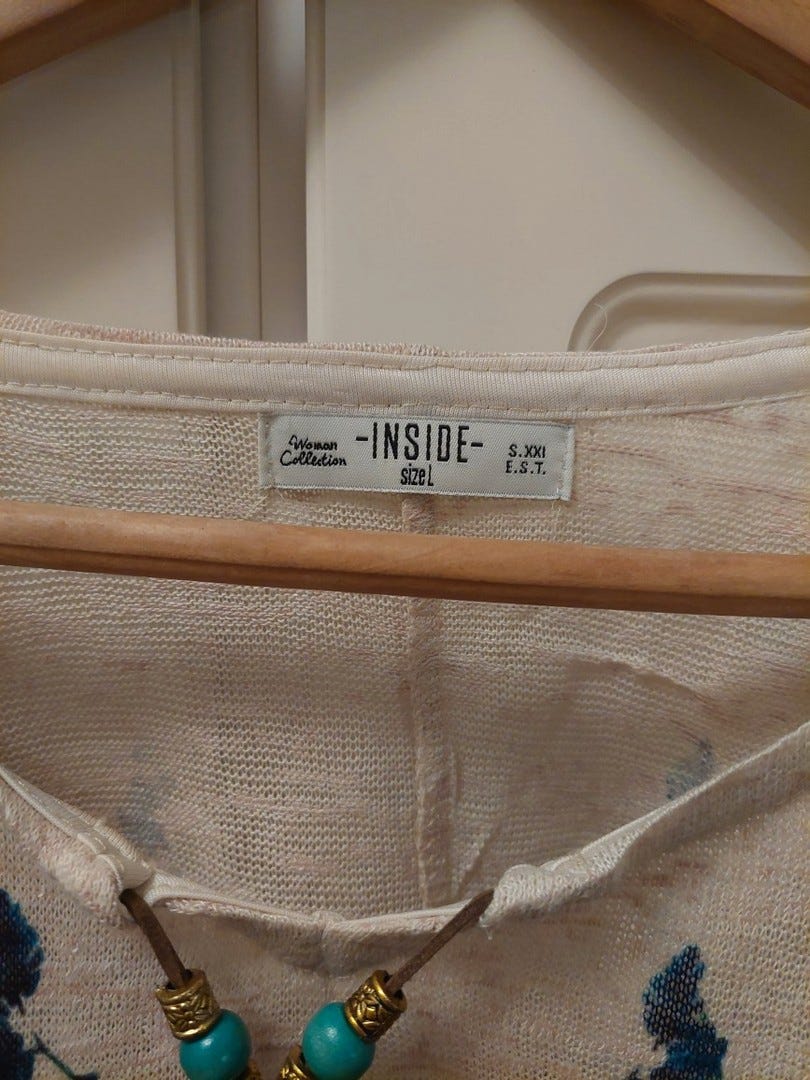 Woman
Collection
-INSIDE-
size L
S.XXI
E.S.T.